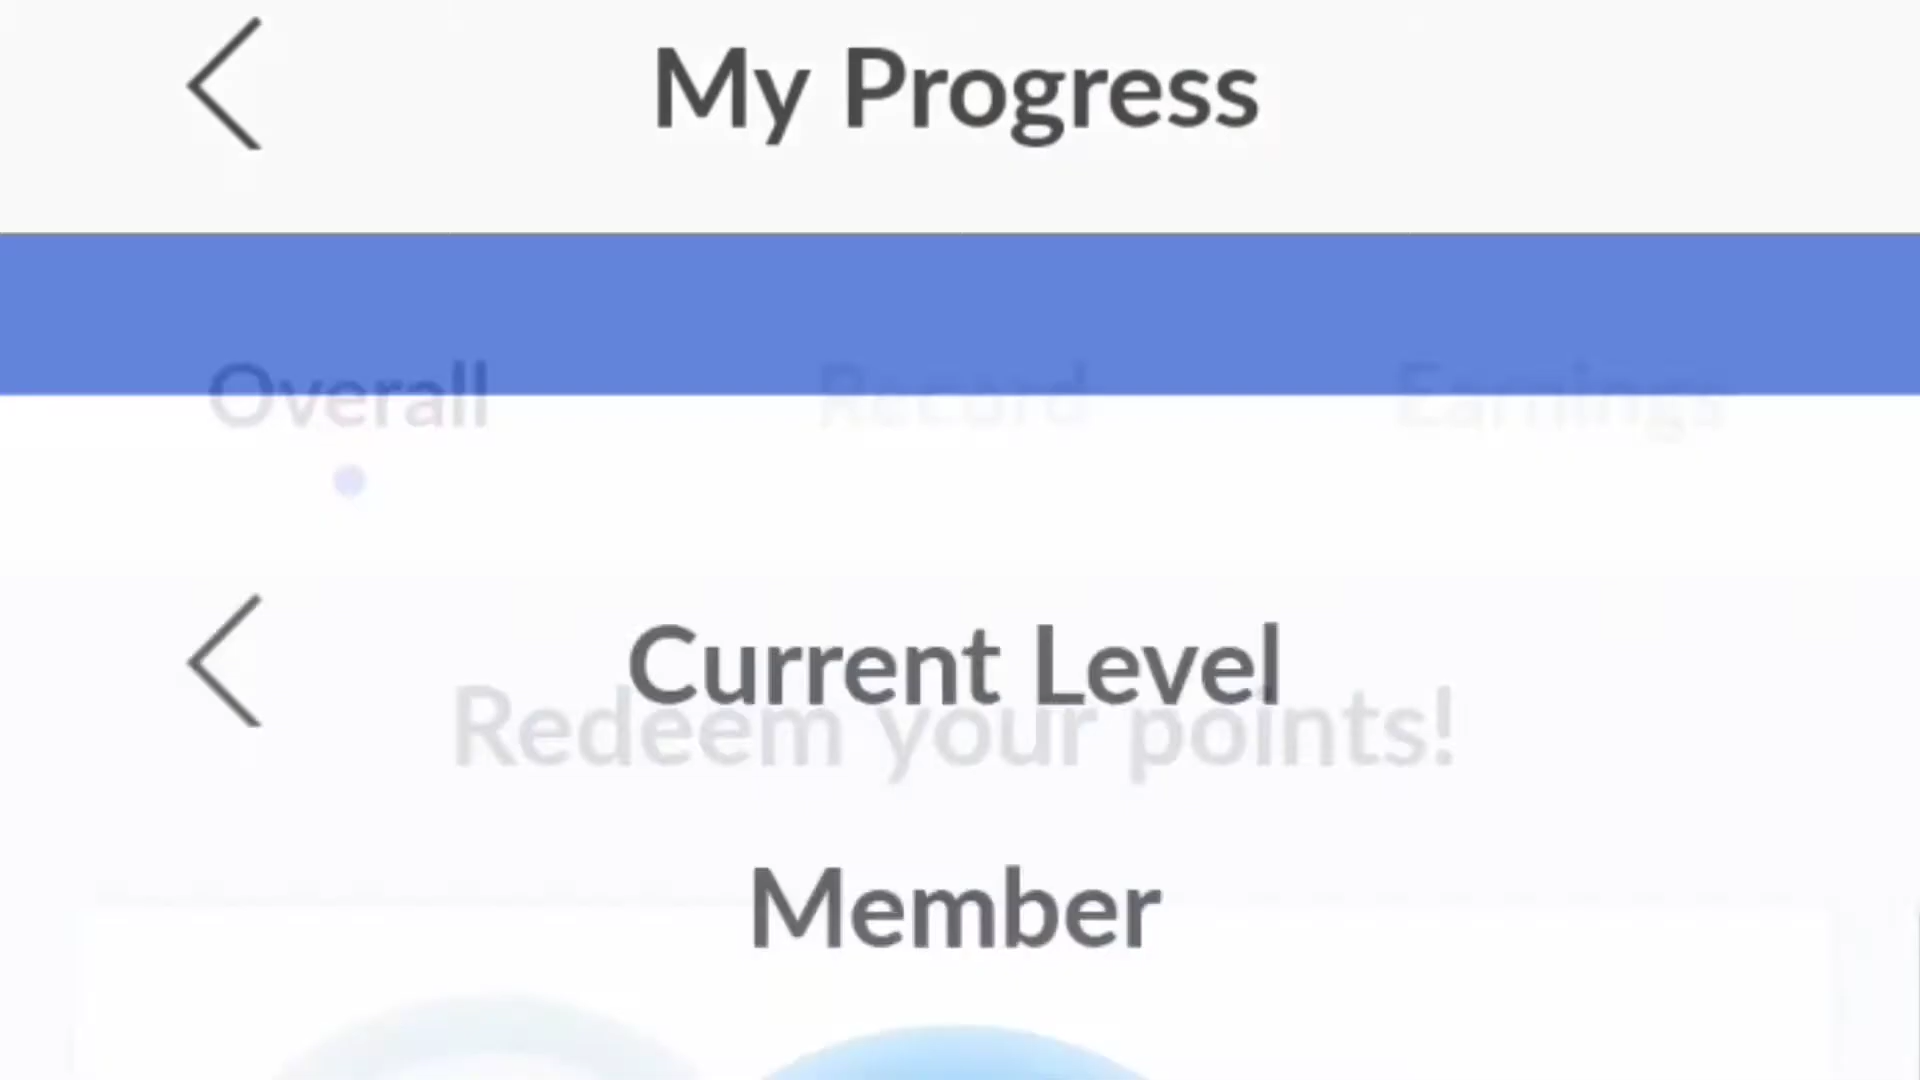 My Progress
Overall Record Earnings
Current Level
Redeem your points!
Member